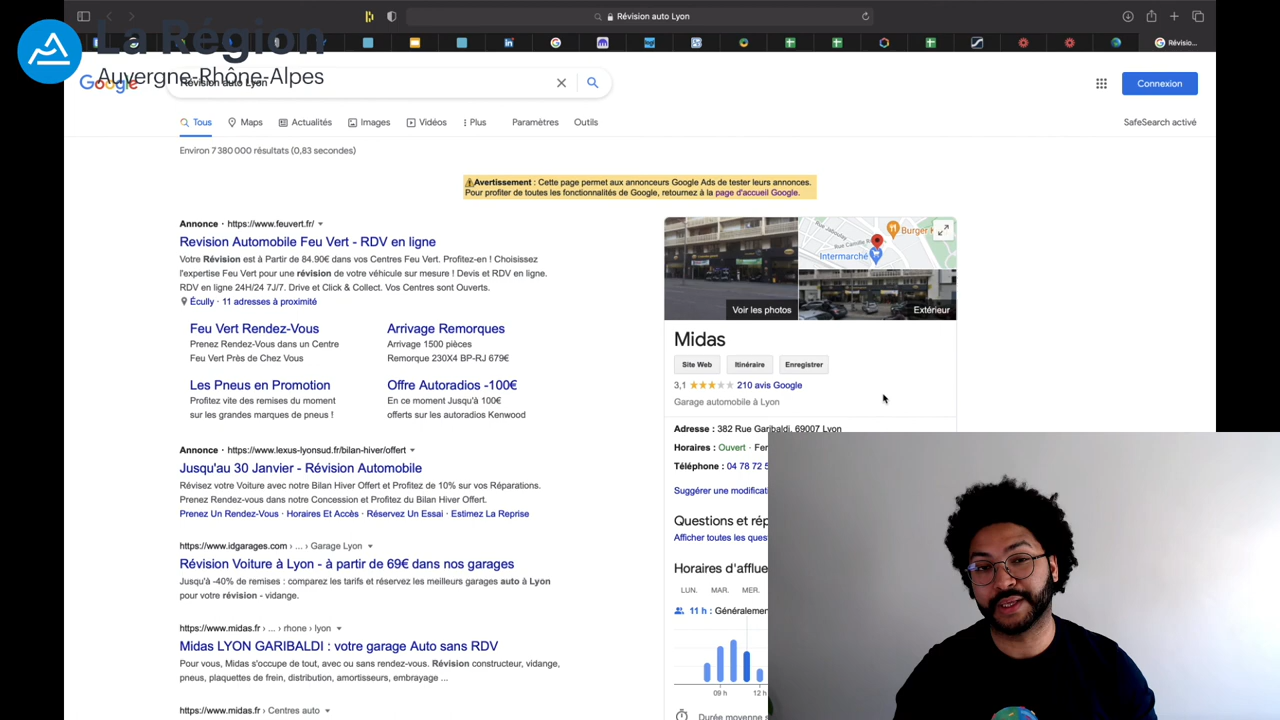 Révision auto Lyon
La Région
Auvergne-Rhône-Alpes
Révisio...
Google
Révision auto Lyon
Connexion
Tous
Maps
Actualités
Images
Vidéos
Plus
Paramètres
Outils
SafeSearch activé
Environ 7 380 000 résultats (0,83 secondes)
Avertissement : Cette page permet aux annonceurs Google Ads de tester leurs annonces.
Pour profiter de toutes les fonctionnalités de Google, retournez à la page d'accueil Google.
Annonce · https://www.feuvert.fr/
Revision Automobile Feu Vert - RDV en ligne
Votre Révision est à Partir de 84.90€ dans vos Centres Feu Vert. Profitez-en ! Choisissez
l'expertise Feu Vert pour une révision de votre véhicule sur mesure ! Devis et RDV en ligne.
RDV en ligne 24H/24 7J/7. Drive et Click & Collect. Vos Centres sont Ouverts.
Écully · 11 adresses à proximité
Feu Vert Rendez-Vous
Prenez Rendez-Vous dans un Centre
Feu Vert Près de Chez Vous
Arrivage Remorques
Arrivage 1500 pièces
Remorque 230X4 BP-RJ 679€
Les Pneus en Promotion
Profitez vite des remises du moment
sur les grandes marques de pneus !
Offre Autoradios -100€
En ce moment Jusqu'à 100€
offerts sur les autoradios Kenwood
Annonce · https://www.lexus-lyonsud.fr/bilan-hiver/offert
Jusqu'au 30 Janvier - Révision Automobile
Révisez votre Voiture avec notre Bilan Hiver Offert et Profitez de 10% sur vos Réparations.
Prenez Rendez-vous dans notre Concession et Profitez du Bilan Hiver Offert.
Prenez Un Rendez-Vous · Horaires Et Accès · Réservez Un Essai · Estimez La Reprise
https://www.idgarages.com › ... › Garage Lyon
Révision Voiture à Lyon - à partir de 69€ dans nos garages
Jusqu'à -40% de remises : comparez les tarifs et réservez les meilleurs garages auto à Lyon
pour votre révision - vidange.
https://www.midas.fr › ... › rhone › lyon
Midas LYON GARIBALDI : votre garage Auto sans RDV
Pour vous, Midas s'occupe de tout, avec ou sans rendez-vous. Révision constructeur, vidange,
pneus, plaquettes de frein, distribution, amortisseurs, embrayage ...
https://www.midas.fr › Centres auto
Rue Jaboulay
Rue Camille
Burger K
Intermarché
Voir les photos
Extérieur
Midas
Site Web
Itinéraire
Enregistrer
3,1
210 avis Google
Garage automobile à Lyon
Adresse : 382 Rue Garibaldi, 69007 Lyon
Horaires : Ouvert · Fer
Téléphone : 04 78 72 5
Suggérer une modificat
Questions et rép
Afficher toutes les ques
Horaires d'afflue
LUN. MAR. MER.
11 h : Généralemen
09 h 12 h
Durée moyenne s